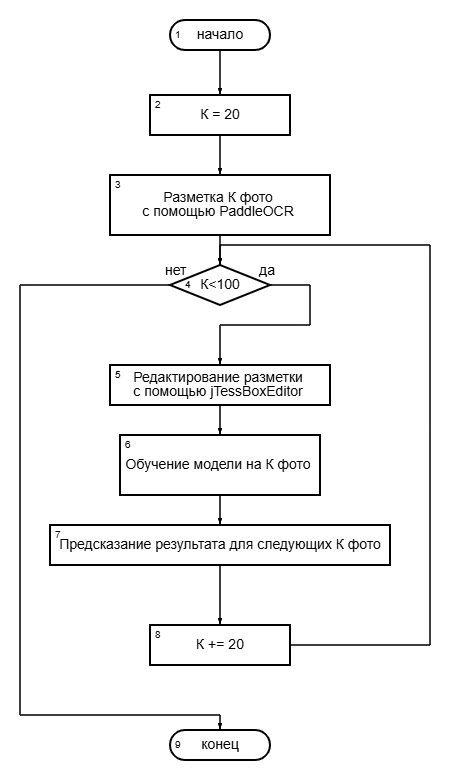 1 начало
2
К = 20
3
Разметка К фото
с помощью PaddleOCR
нет да
4 К<100
5 Редактирование разметки
с помощью jTessBoxEditor
6
Обучение модели на К фото
7
Предсказание результата для следующих К фото
8
К += 20
9 конец